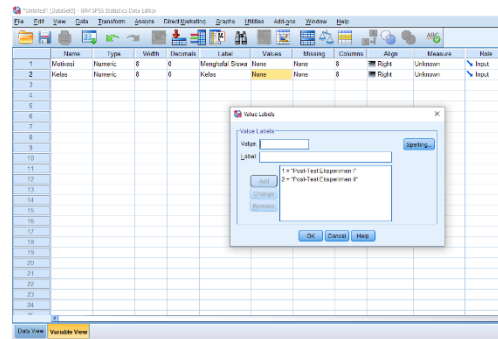 *Untitled1 [DataSet0] - IBM SPSS Statistics Data Editor
File Edit View Data Transform Analyze Direct Marketing Graphs Utilities Add-ons Window Help
Name Type Width Decimals Label Values Missing Columns Align Measure Role
1 Motivasi Numeric 8 0 Menghafal Siswa None None 8 Right Unknown Input
2 Kelas Numeric 8 0 Kelas None None 8 Right Unknown Input
3
4
5
6
7
8
9
10
11
12
13
14
15
16
17
18
19
20
21
22
23
24
Value Labels
Value Labels
Value:
Spelling...
Label:
1 = "Post-Test Eksperimen I"
2 = "Post-Test Eksperimen II"
Add
Change
Remove
OK Cancel Help
Data View Variable View